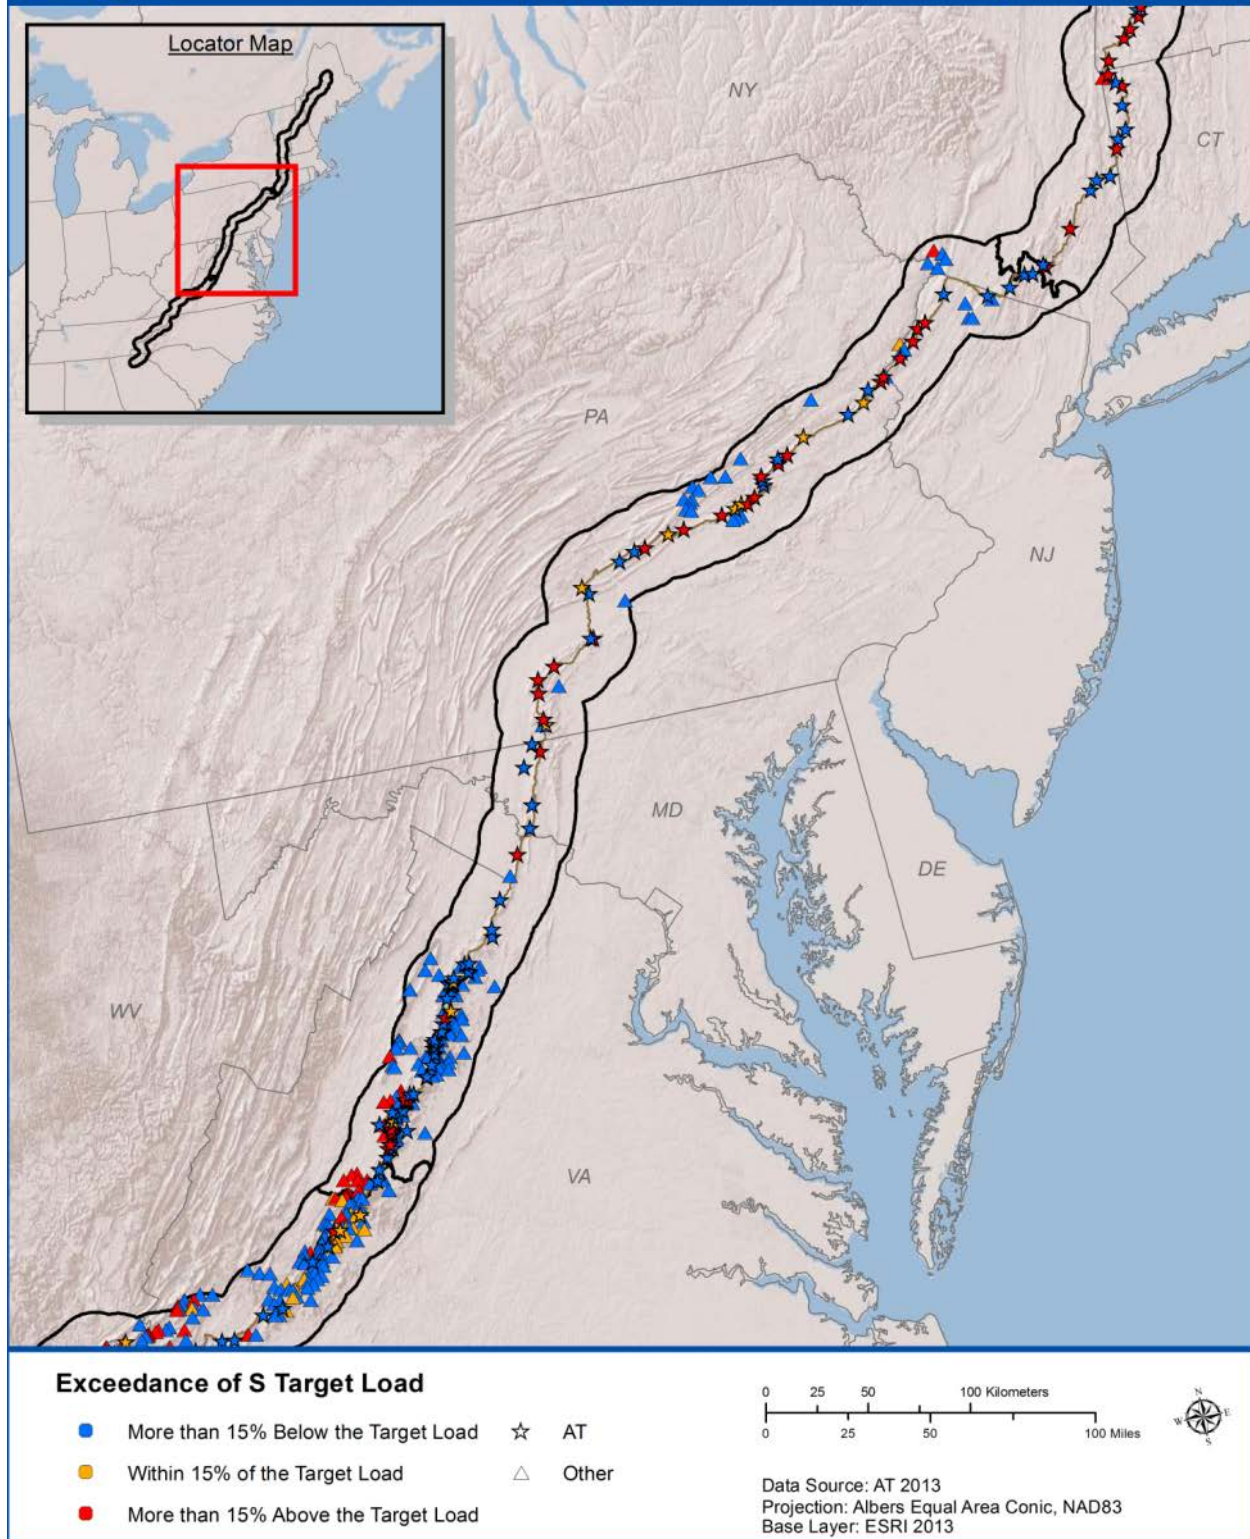 Locator Map
NY
CT
PA
NJ
MD
DE
WV
VA
Exceedance of S Target Load
More than 15% Below the Target Load
AT
Within 15% of the Target Load
Other
More than 15% Above the Target Load
0 25 50 100 Kilometers
0 25 50 100 Miles
N
W E
S
Data Source: AT 2013
Projection: Albers Equal Area Conic, NAD83
Base Layer: ESRI 2013